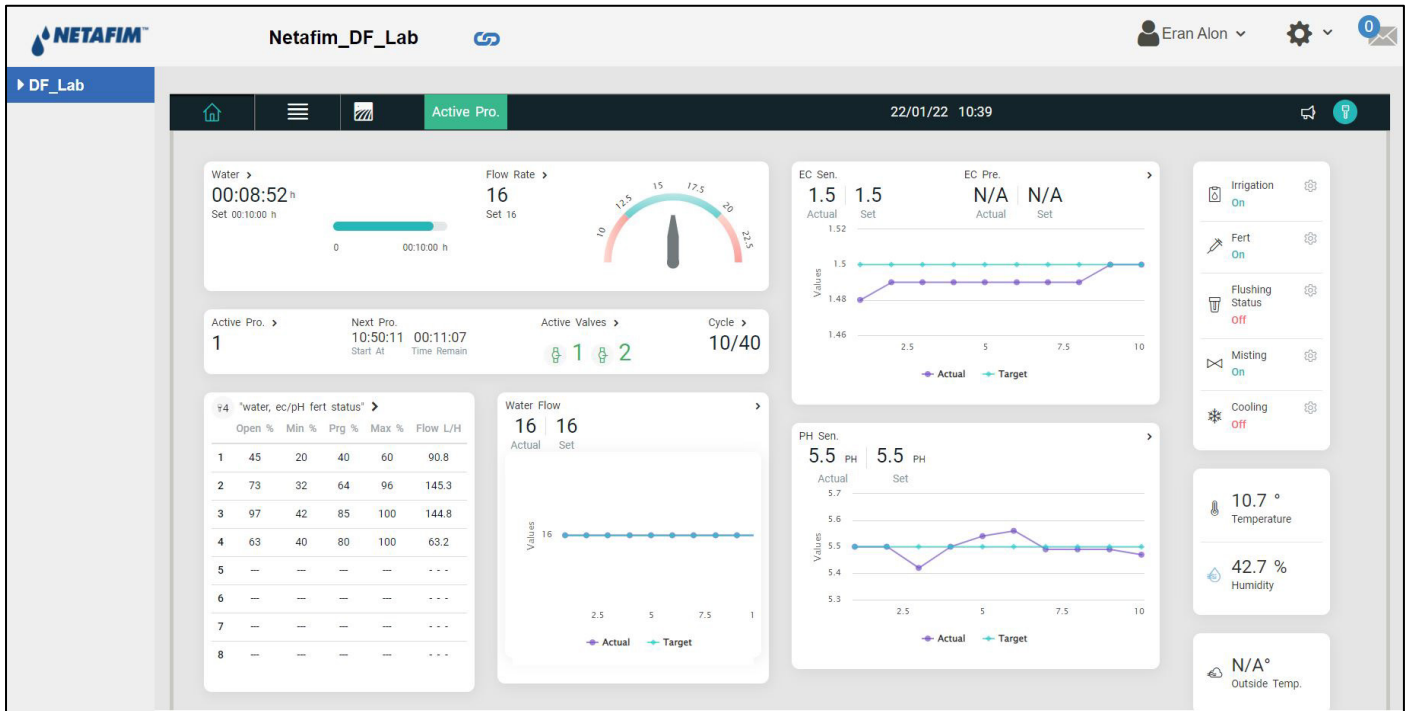 NETAFIM™
Netafim_DF_Lab
Eran Alon
0
DF_Lab
Active Pro.
22/01/22 10:39
Water >
00:08:52 h
Set 00:10:00 h
0 00:10:00 h
Flow Rate >
16
Set 16
10 12.5 15 17.5 20 22.5
Active Pro. >
1
Next Pro.
10:50:11 00:11:07
Start At Time Remain
Active Valves >
1 2
Cycle >
10/40
4 "water, ec/pH fert status" >
Open % Min % Prg % Max % Flow L/H
1 45 20 40 60 90.8
2 73 32 64 96 145.3
3 97 42 85 100 144.8
4 63 40 80 100 63.2
5 --- --- --- --- - - -
6 --- --- --- --- - - -
7 --- --- --- --- - - -
8 --- --- --- --- - - -
Water Flow >
16 16
Actual Set
Values
16
2.5 5 7.5 1
Actual Target
EC Sen. EC Pre. >
1.5 1.5 N/A N/A
Actual Set Actual Set
1.52
1.5
1.48
1.46
Values
2.5 5 7.5 10
Actual Target
PH Sen. >
5.5 PH 5.5 PH
Actual Set
5.7
5.6
5.5
5.4
5.3
Values
2.5 5 7.5 10
Actual Target
Irrigation
On
Fert
On
Flushing
Status
Off
Misting
On
Cooling
Off
10.7 °
Temperature
42.7 %
Humidity
N/A°
Outside Temp.